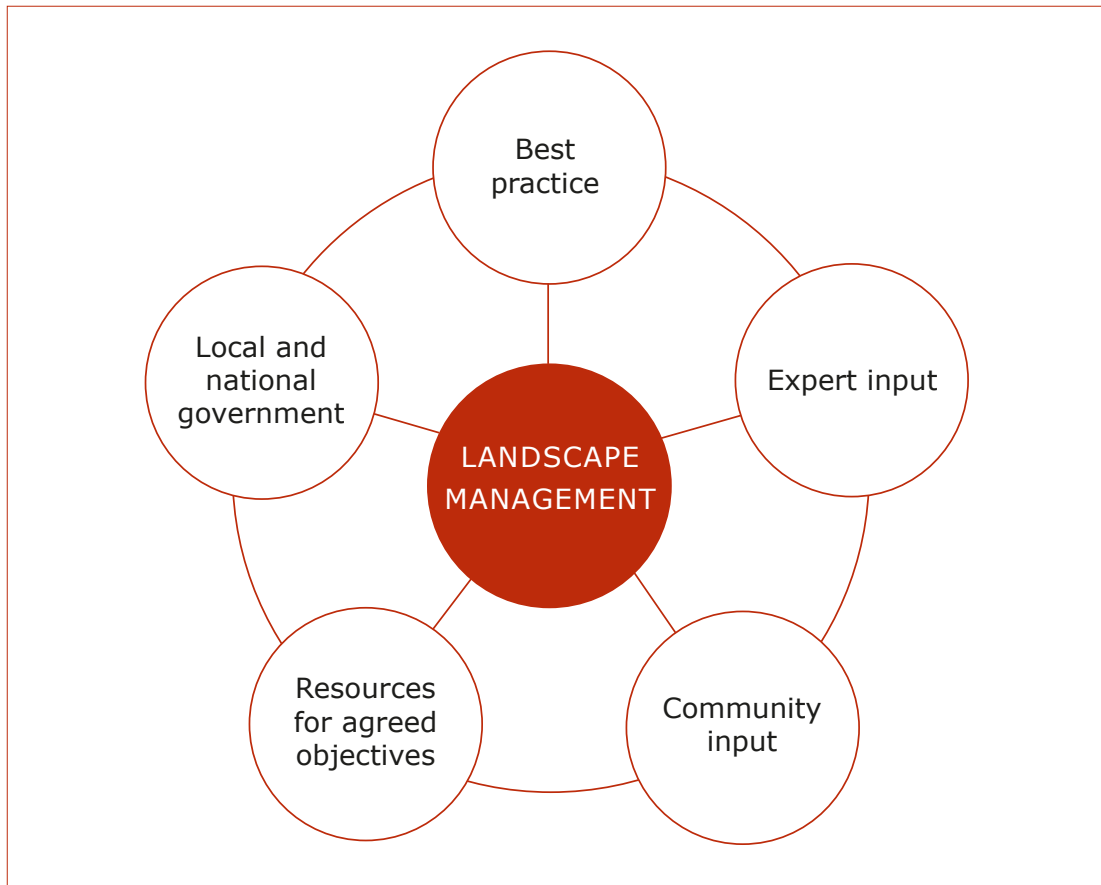 Best
practice
Local and
national
government
Expert input
LANDSCAPE
MANAGEMENT
Resources
for agreed
objectives
Community
input